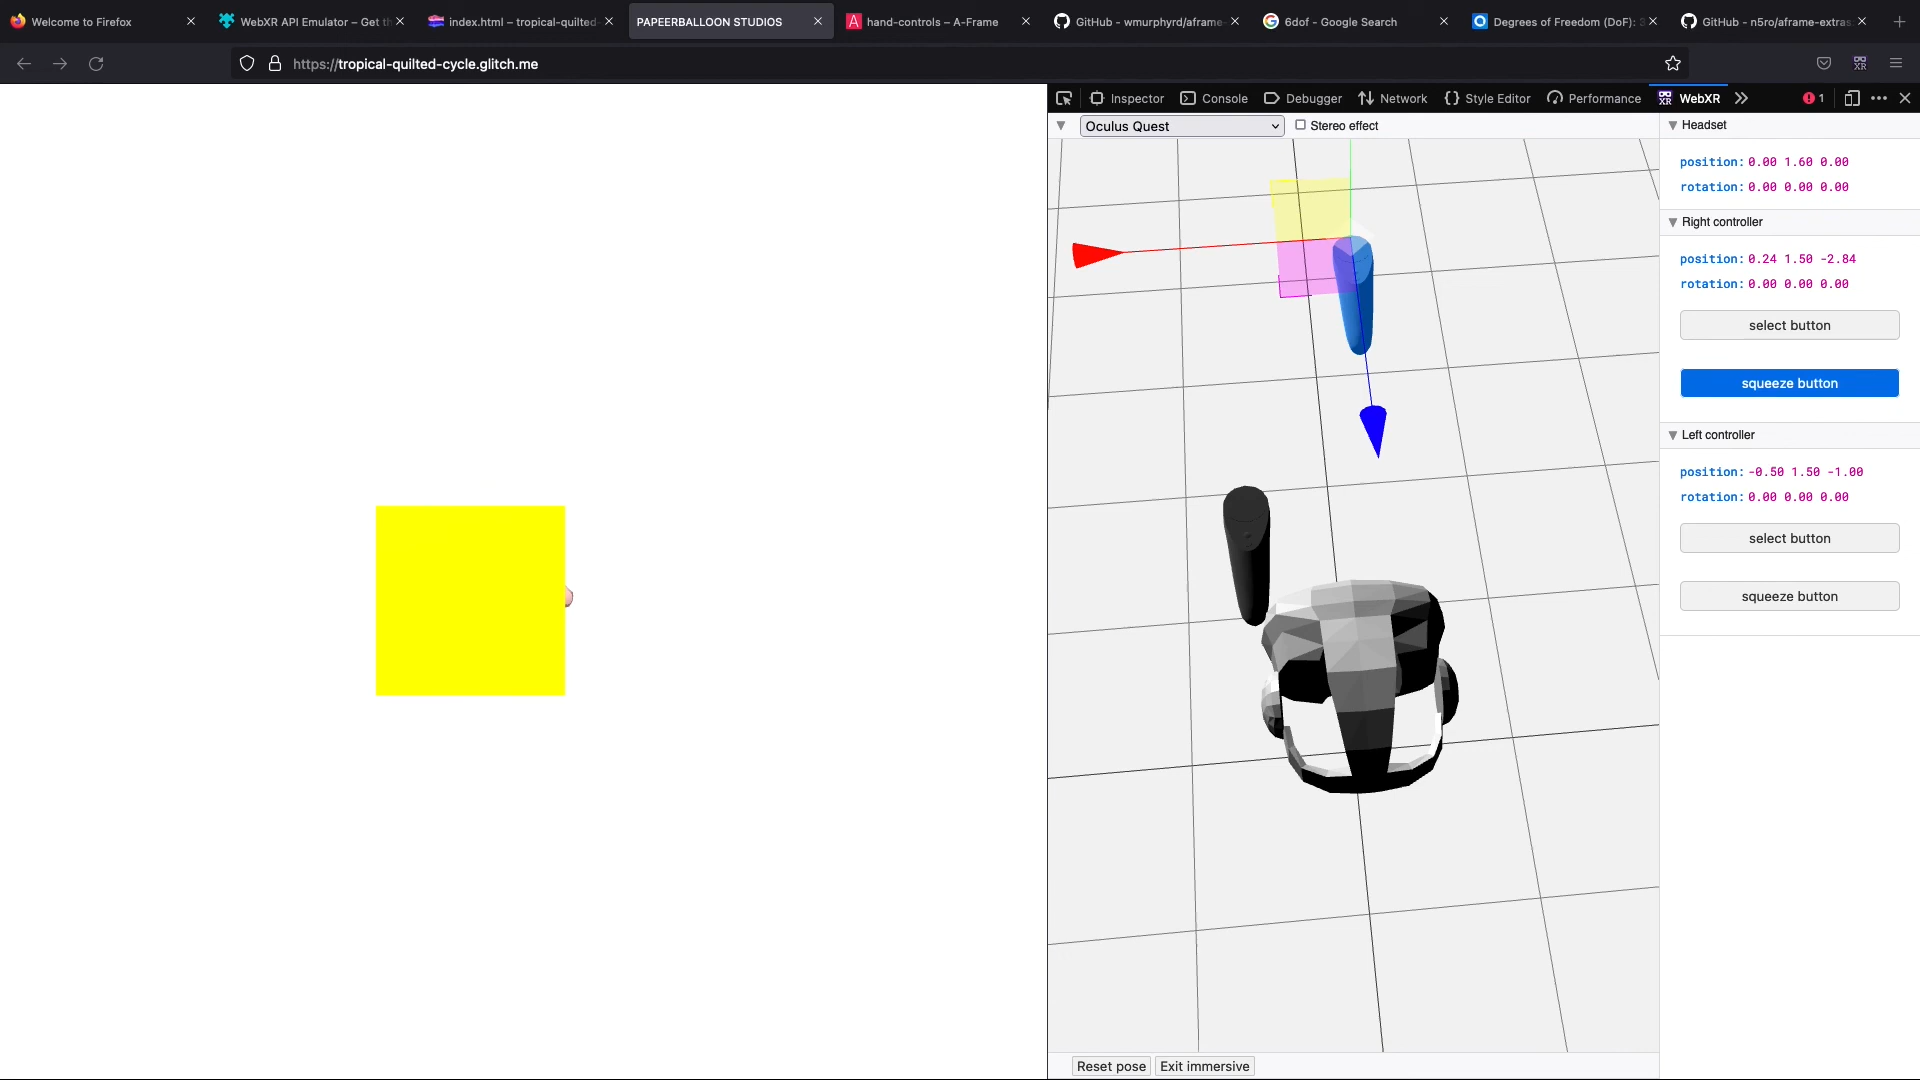 Welcome to Firefox
WebXR API Emulator – Get th
index.html – tropical-quilted-
PAPEERBALLOON STUDIOS
hand-controls – A-Frame
GitHub - wmurphyrd/aframe-
6dof - Google Search
Degrees of Freedom (DoF): 3
GitHub - n5ro/aframe-extras
https://tropical-quilted-cycle.glitch.me
XR
Inspector
Console
Debugger
Network
Style Editor
Performance
XR WebXR
1
Oculus Quest
Stereo effect
Headset
position: 0.00 1.60 0.00
rotation: 0.00 0.00 0.00
Right controller
position: 0.24 1.50 -2.84
rotation: 0.00 0.00 0.00
select button
squeeze button
Left controller
position: -0.50 1.50 -1.00
rotation: 0.00 0.00 0.00
select button
squeeze button
Reset pose
Exit immersive